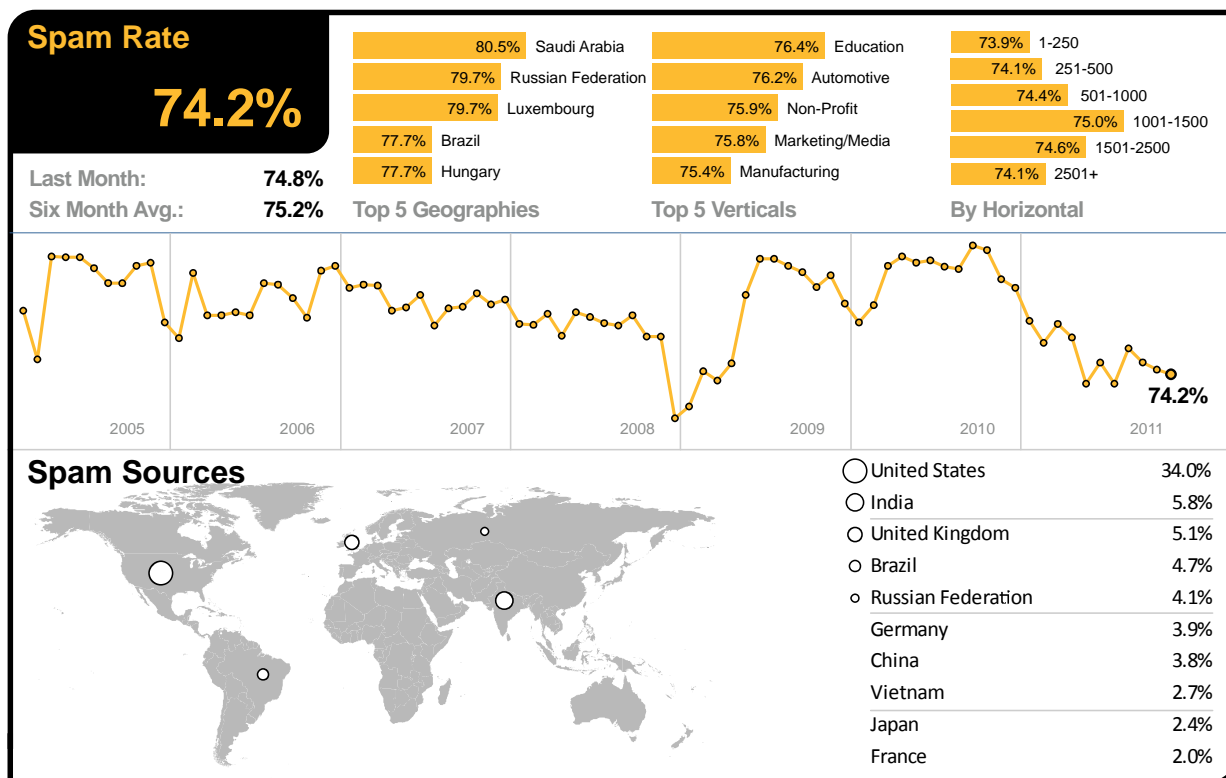 Spam Rate
74.2%
Last Month: 74.8%
Six Month Avg.: 75.2%
80.5% Saudi Arabia
79.7% Russian Federation
79.7% Luxembourg
77.7% Brazil
77.7% Hungary
Top 5 Geographies
76.4% Education
76.2% Automotive
75.9% Non-Profit
75.8% Marketing/Media
75.4% Manufacturing
Top 5 Verticals
73.9% 1-250
74.1% 251-500
74.4% 501-1000
75.0% 1001-1500
74.6% 1501-2500
74.1% 2501+
By Horizontal
74.2%
2005 2006 2007 2008 2009 2010 2011
Spam Sources
United States 34.0%
India 5.8%
United Kingdom 5.1%
Brazil 4.7%
Russian Federation 4.1%
Germany 3.9%
China 3.8%
Vietnam 2.7%
Japan 2.4%
France 2.0%